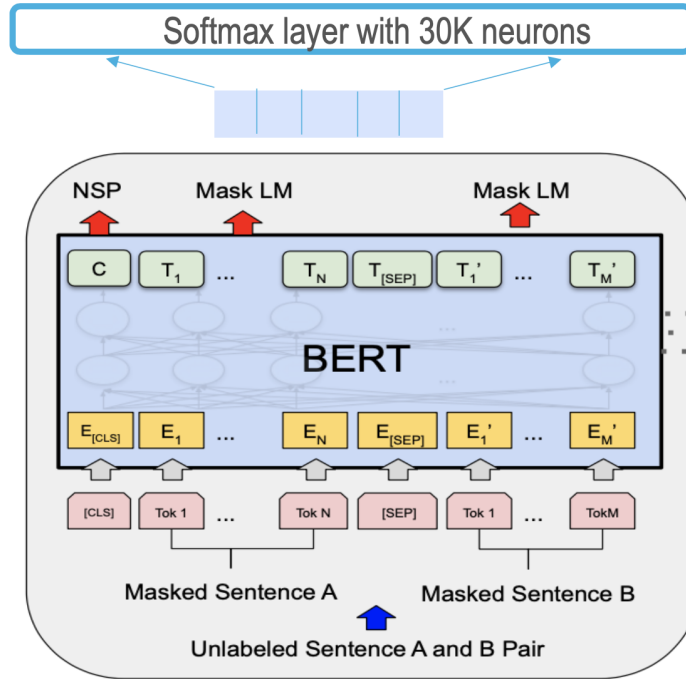 Softmax layer with 30K neurons
NSP Mask LM Mask LM
C T1 ... TN T[SEP] T1' ... TM'
...
BERT
...
E[CLS] E1 ... EN E[SEP] E1' ... EM'
[CLS] Tok 1 ... Tok N [SEP] Tok 1 ... TokM
Masked Sentence A Masked Sentence B
Unlabeled Sentence A and B Pair